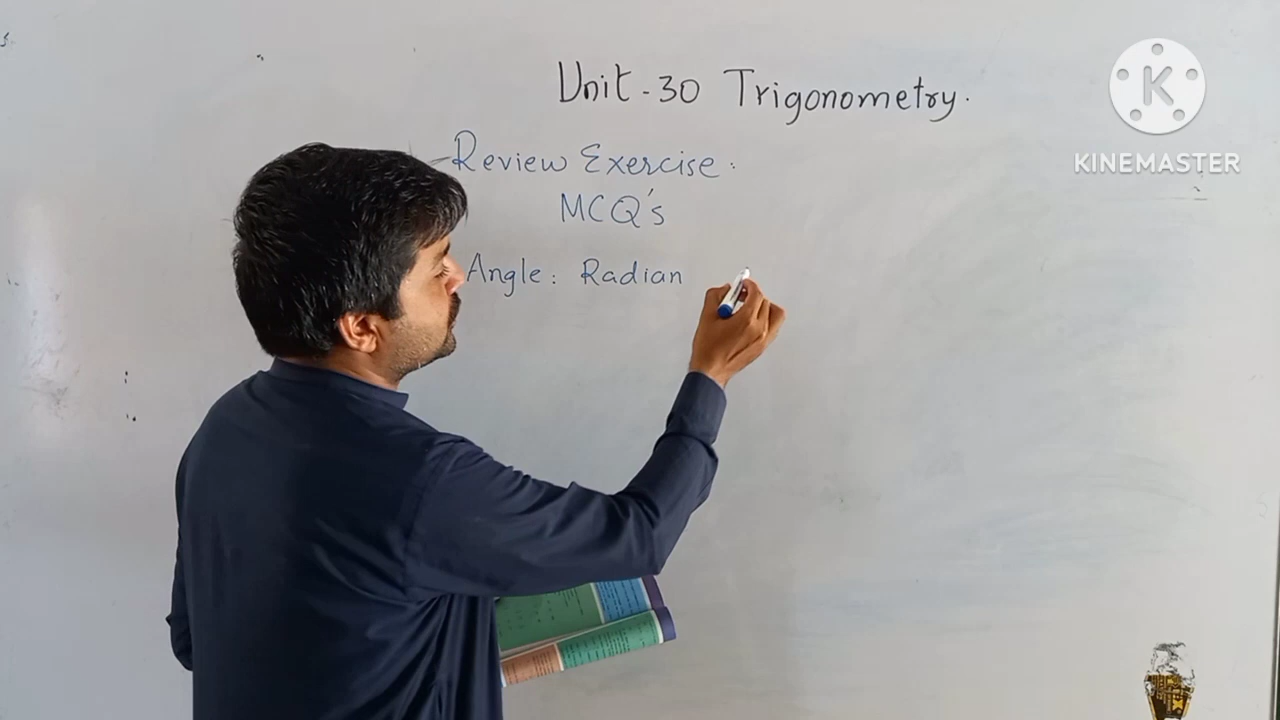 Unit - 30 Trigonometry.
Review Exercise:
MCQ's
Angle: Radian
K
KINEMASTER